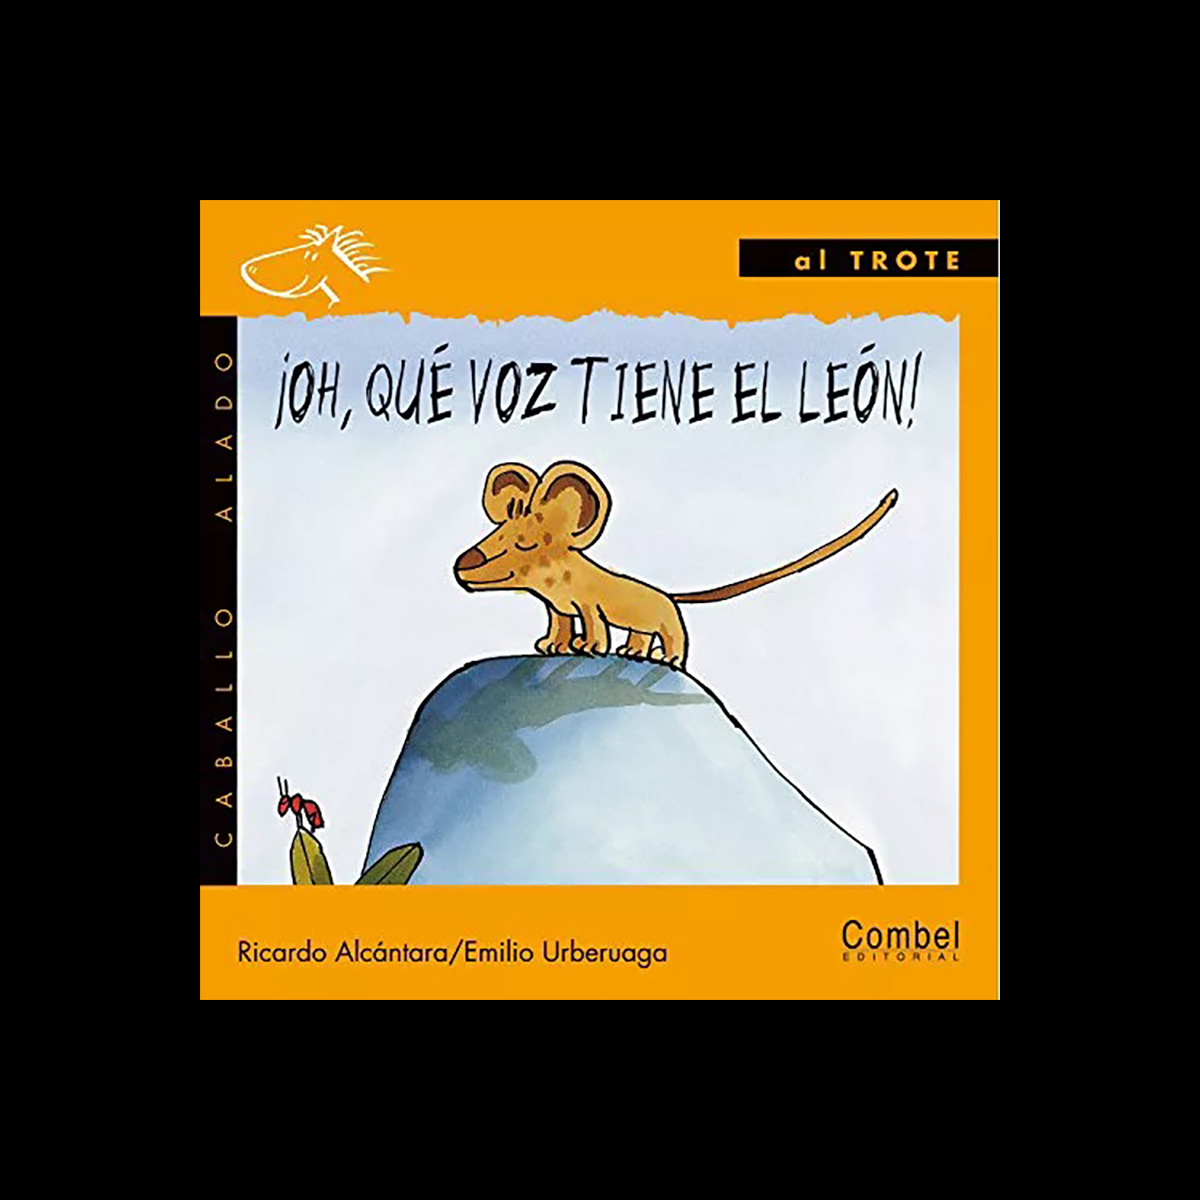 al TROTE
¡OH, QUÉ VOZ TIENE EL LEÓN!
CABALLO ALADO
Ricardo Alcántara/Emilio Urberuaga
Combel
EDITORIAL